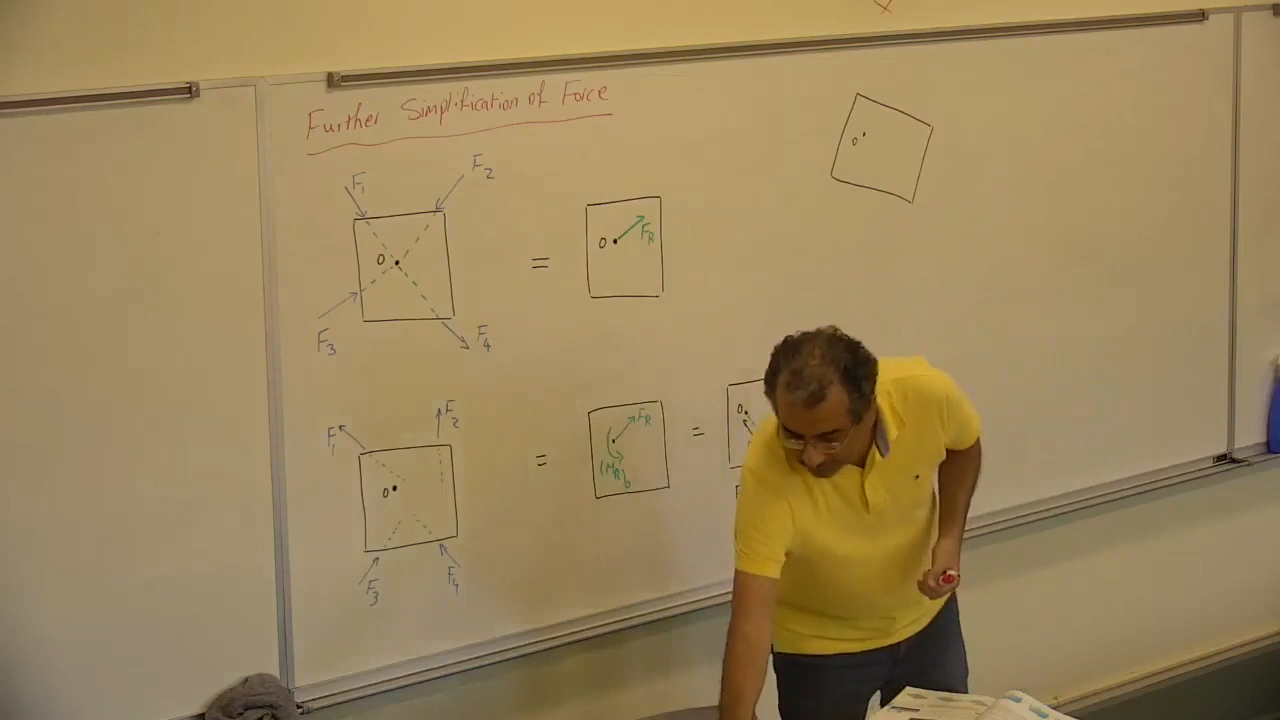 Further Simplification of Force
F1
F2
O
F3
F4
=
O
FR
O
F1
F2
O
F3
F4
=
FR
(MR)O
=
O